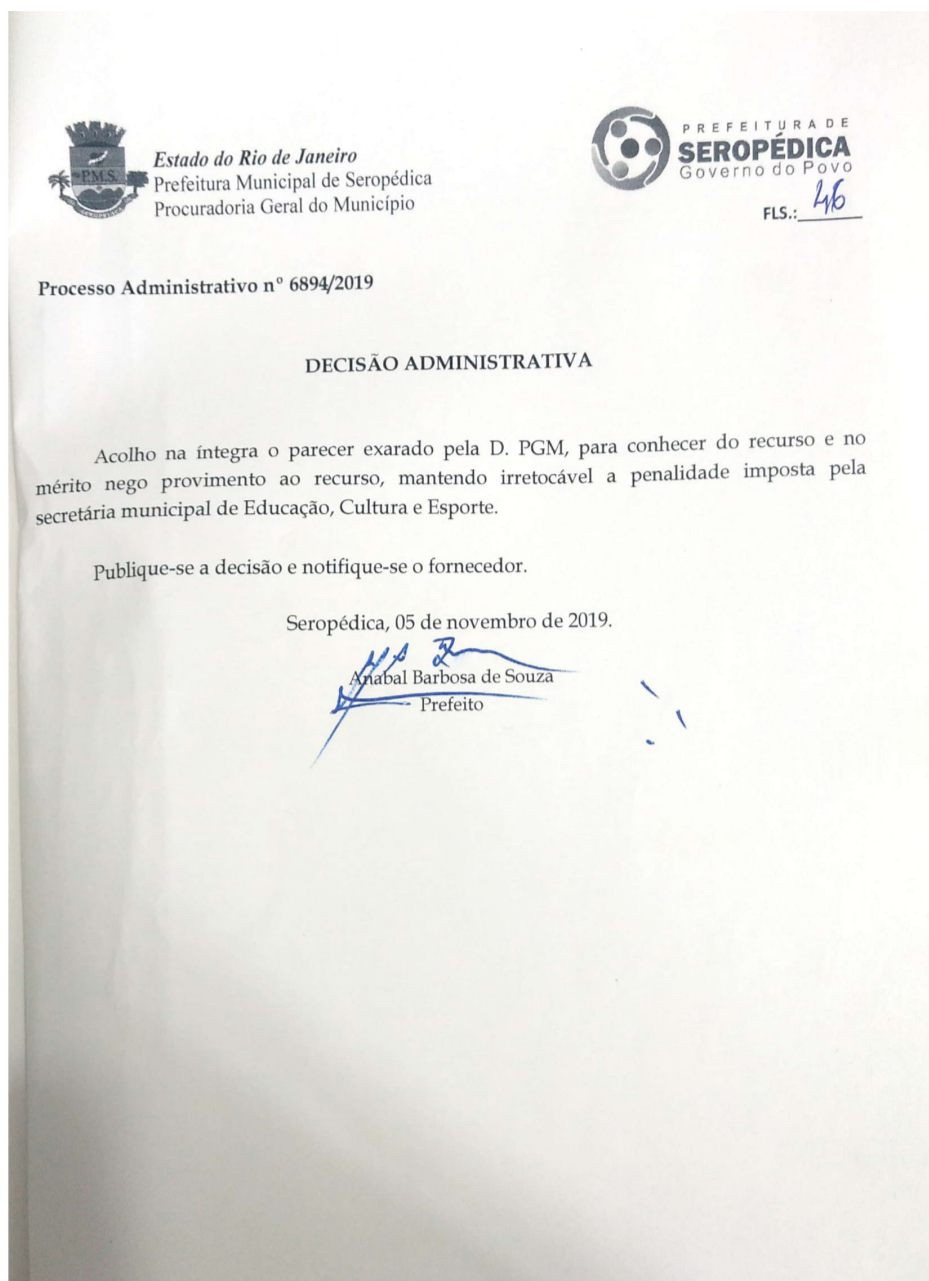 P.M.S.
SEROPÉDICA
Estado do Rio de Janeiro
Prefeitura Municipal de Seropédica
Procuradoria Geral do Município
PREFEITURA DE
SEROPÉDICA
Governo do Povo
FLS.: 46
Processo Administrativo nº 6894/2019
DECISÃO ADMINISTRATIVA
Acolho na íntegra o parecer exarado pela D. PGM, para conhecer do recurso e no
mérito nego provimento ao recurso, mantendo irretocável a penalidade imposta pela
secretária municipal de Educação, Cultura e Esporte.
Publique-se a decisão e notifique-se o fornecedor.
Seropédica, 05 de novembro de 2019.
Anabal Barbosa de Souza
Prefeito